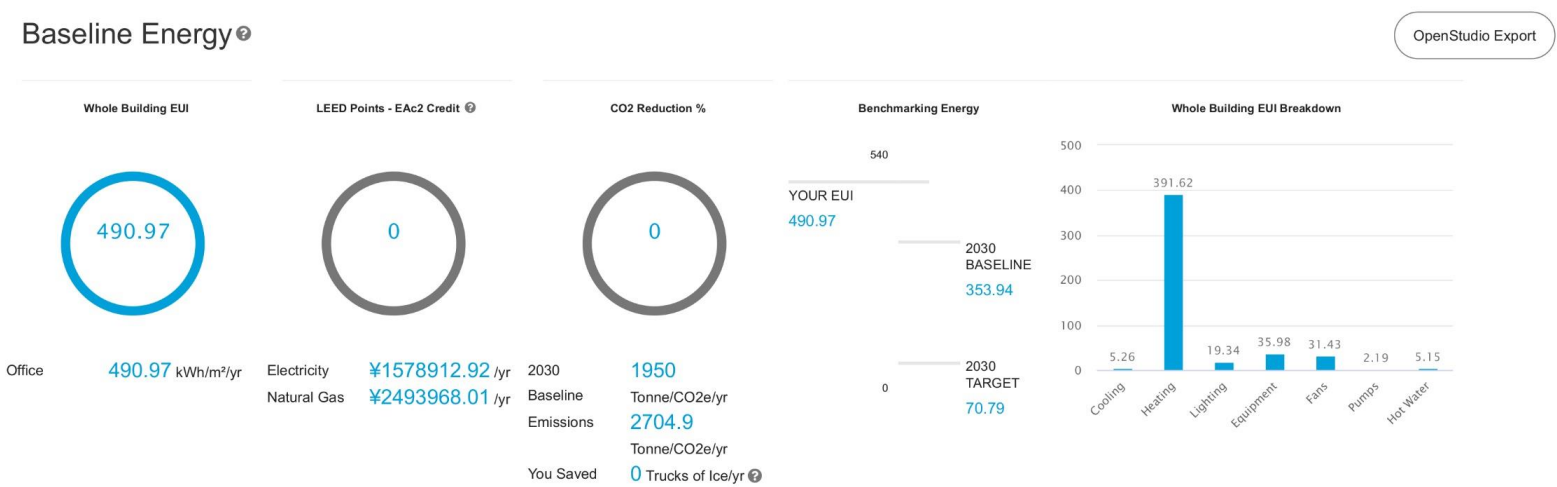 Baseline Energy ?
OpenStudio Export
Whole Building EUI
490.97
Office 490.97 kWh/m²/yr
LEED Points - EAc2 Credit ?
0
Electricity ¥1578912.92 /yr
Natural Gas ¥2493968.01 /yr
CO2 Reduction %
0
2030 1950
Baseline Tonne/CO2e/yr
Emissions 2704.9
Tonne/CO2e/yr
You Saved 0 Trucks of Ice/yr ?
Benchmarking Energy
540
YOUR EUI
490.97
2030
BASELINE
353.94
2030
TARGET
0
70.79
Whole Building EUI Breakdown
500
400
300
200
100
0
5.26
391.62
19.34
35.98
31.43
2.19
5.15
Cooling
Heating
Lighting
Equipment
Fans
Pumps
Hot Water